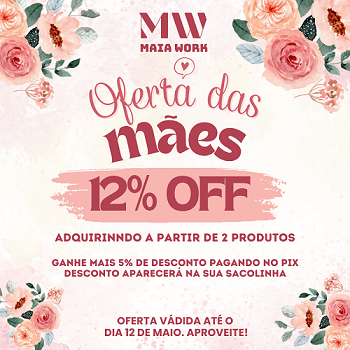 MW
MAIA WORK
Oferta das
mães
12% OFF
ADQUIRINNDO A PARTIR DE 2 PRODUTOS
GANHE MAIS 5% DE DESCONTO PAGANDO NO PIX
DESCONTO APARECERÁ NA SUA SACOLINHA
OFERTA VÁDIDA ATÉ O
DIA 12 DE MAIO. APROVEITE!